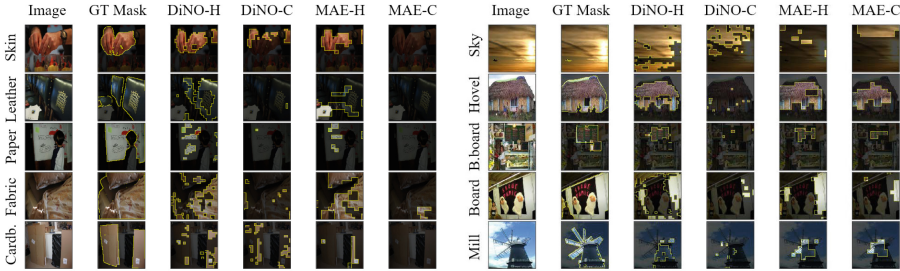 Image GT Mask DiNO-H DiNO-C MAE-H MAE-C Image GT Mask DiNO-H DiNO-C MAE-H MAE-C
Skin Sky
Leather Hovel
Paper B.board
Fabric Board
Cardb. Mill